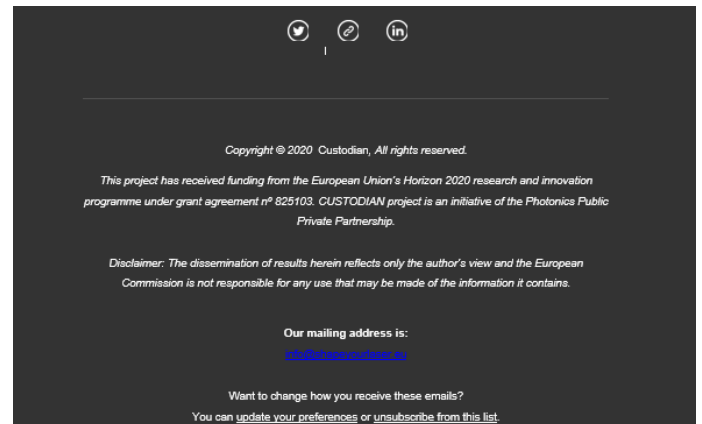 Copyright © 2020 Custodian, All rights reserved.
This project has received funding from the European Union's Horizon 2020 research and innovation
programme under grant agreement nº 825103. CUSTODIAN project is an initiative of the Photonics Public
Private Partnership.
Disclaimer: The dissemination of results herein reflects only the author's view and the European
Commission is not responsible for any use that may be made of the information it contains.
Our mailing address is:
info@shapeyourlaser.eu
Want to change how you receive these emails?
You can update your preferences or unsubscribe from this list.